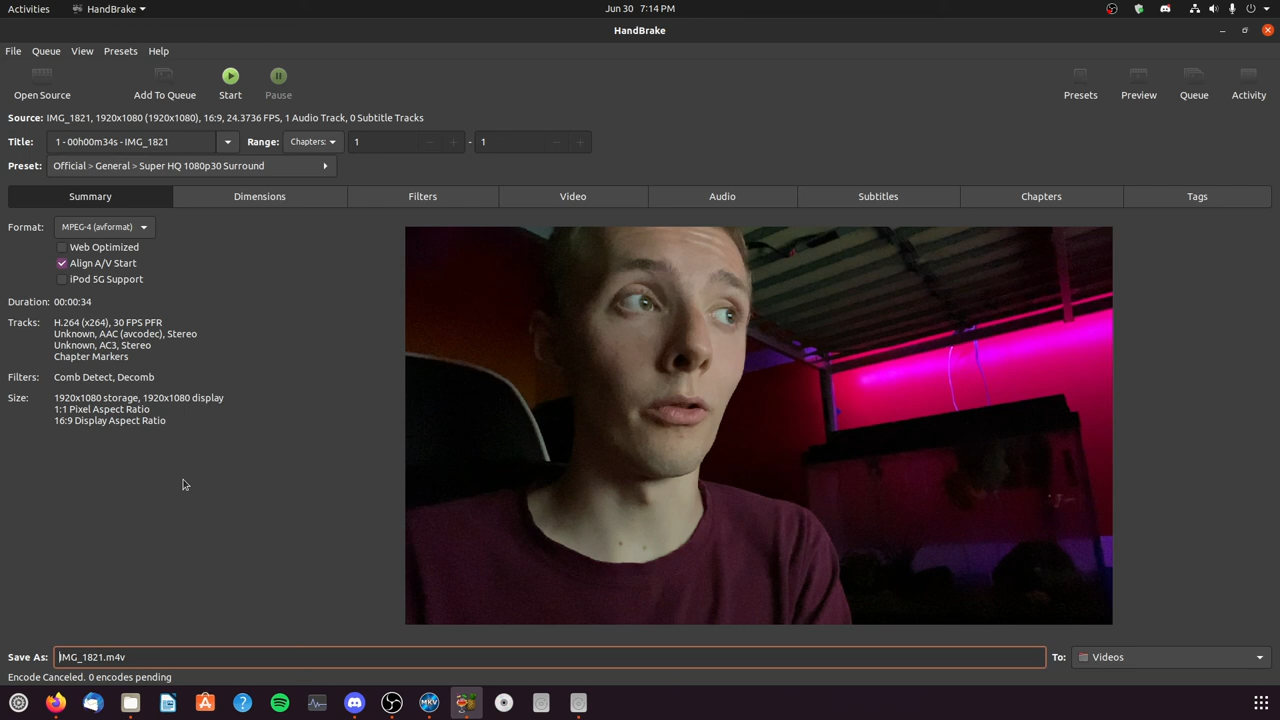 Activities HandBrake Jun 30 7:14 PM
HandBrake
File Queue View Presets Help
Open Source Add To Queue Start Pause Presets Preview Queue Activity
Source: IMG_1821, 1920x1080 (1920x1080), 16:9, 24.3736 FPS, 1 Audio Track, 0 Subtitle Tracks
Title: 1 - 00h00m34s - IMG_1821 Range: Chapters: 1 - 1
Preset: Official > General > Super HQ 1080p30 Surround
Summary Dimensions Filters Video Audio Subtitles Chapters Tags
Format: MPEG-4 (avformat)
Web Optimized
Align A/V Start
iPod 5G Support
Duration: 00:00:34
Tracks: H.264 (x264), 30 FPS PFR
Unknown, AAC (avcodec), Stereo
Unknown, AC3, Stereo
Chapter Markers
Filters: Comb Detect, Decomb
Size: 1920x1080 storage, 1920x1080 display
1:1 Pixel Aspect Ratio
16:9 Display Aspect Ratio
Save As: IMG_1821.m4v To: Videos
Encode Canceled. 0 encodes pending
MKV